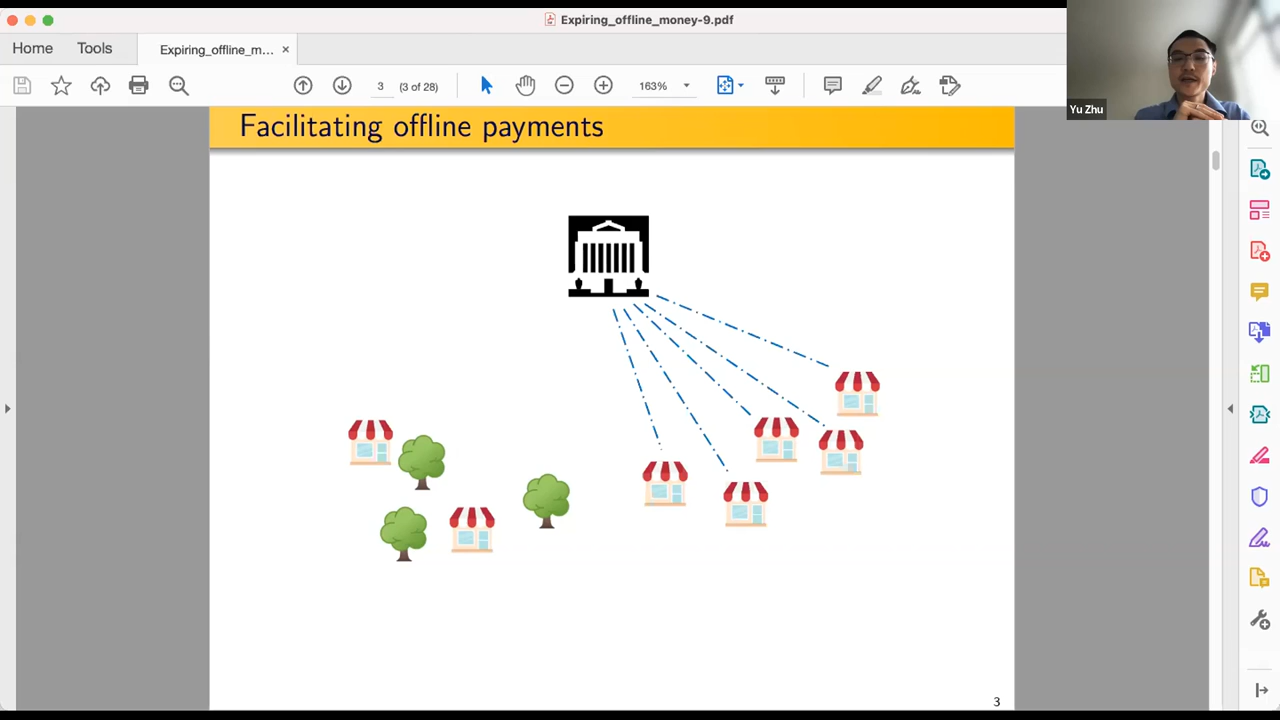 Expiring_offline_money-9.pdf
Home
Tools
Expiring_offline_m...
3
(3 of 28)
163%
Yu Zhu
Facilitating offline payments
3